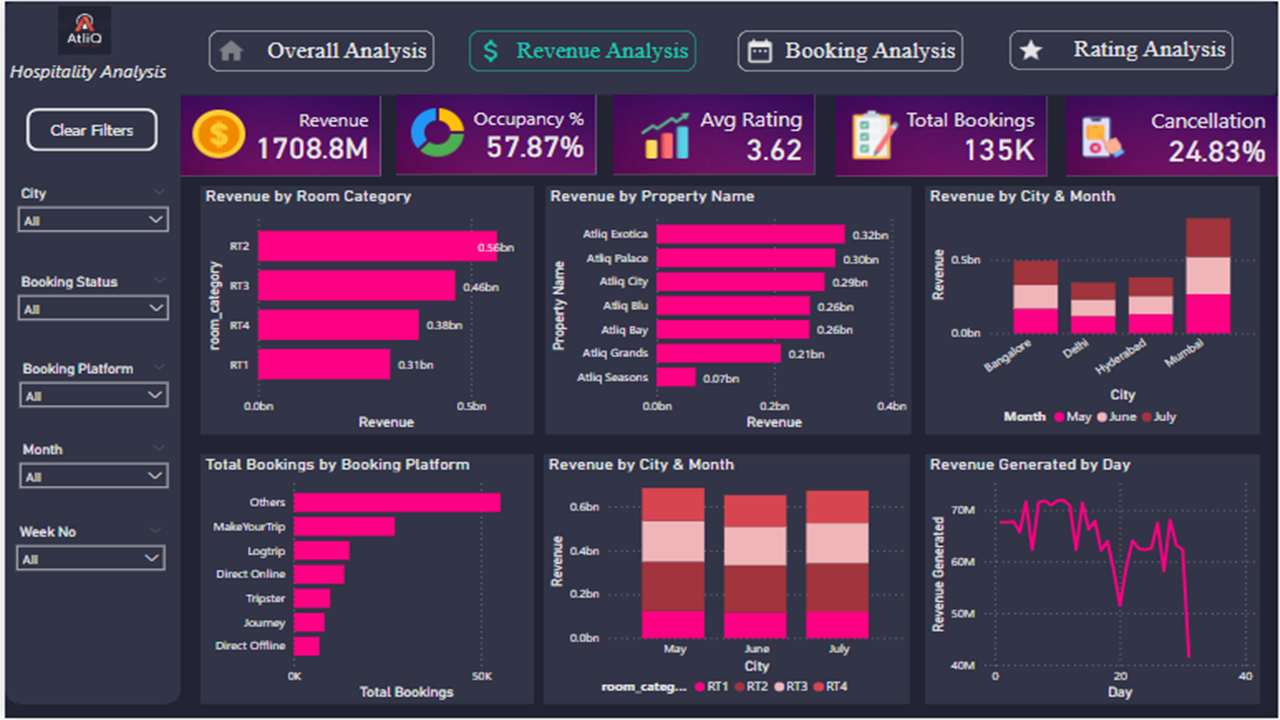 AtliQ
Hospitality Analysis
Overall Analysis
Revenue Analysis
Booking Analysis
Rating Analysis
Clear Filters
City
All
Booking Status
All
Booking Platform
All
Month
All
Week No
All
Revenue
1708.8M
Occupancy %
57.87%
Avg Rating
3.62
Total Bookings
135K
Cancellation
24.83%
Revenue by Room Category
room_category
RT2
0.56bn
RT3
0.46bn
RT4
0.38bn
RT1
0.31bn
0.0bn
0.5bn
Revenue
Revenue by Property Name
Property Name
Atliq Exotica
0.32bn
Atliq Palace
0.30bn
Atliq City
0.29bn
Atliq Blu
0.26bn
Atliq Bay
0.26bn
Atliq Grands
0.21bn
Atliq Seasons
0.07bn
0.0bn
0.2bn
0.4bn
Revenue
Revenue by City & Month
Revenue
0.5bn
0.0bn
Bangalore
Delhi
Hyderabad
Mumbai
City
Month May June July
Total Bookings by Booking Platform
Others
MakeYourTrip
Logtrip
Direct Online
Tripster
Journey
Direct Offline
0K
50K
Total Bookings
Revenue by City & Month
Revenue
0.6bn
0.4bn
0.2bn
0.0bn
May
June
July
City
room_categ... RT1 RT2 RT3 RT4
Revenue Generated by Day
Revenue Generated
70M
60M
50M
40M
0
20
40
Day